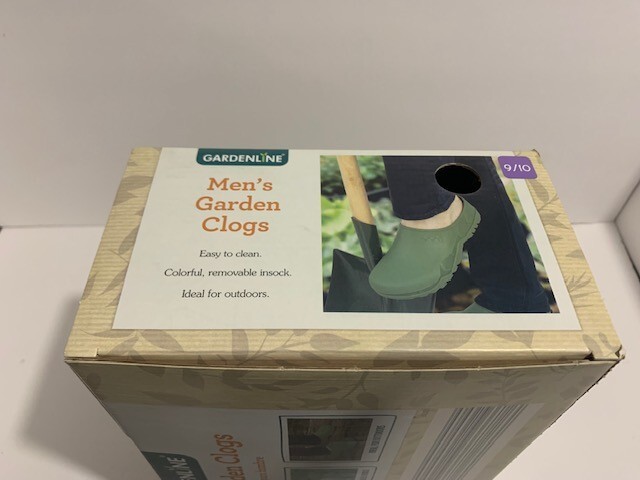 GARDENLINE
Men's
Garden
Clogs
Easy to clean.
Colorful, removable insock.
Ideal for outdoors.
9/10
Clogs